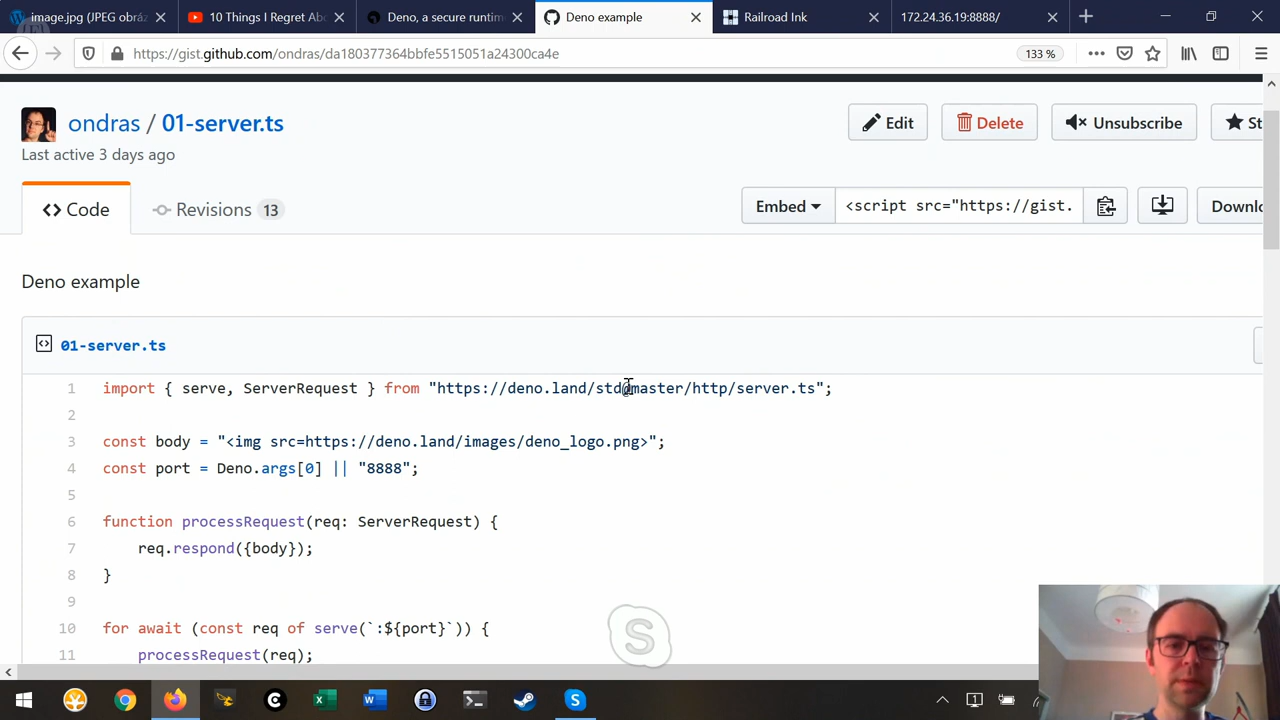 image.jpg (JPEG obráz
10 Things I Regret Abo
Deno, a secure runtim
Deno example
Railroad Ink
172.24.36.19:8888/
https://gist.github.com/ondras/da180377364bbfe5515051a24300ca4e
133 %
ondras / 01-server.ts
Edit
Delete
Unsubscribe
St
Last active 3 days ago
Code
Revisions 13
Embed
<script src="https://gist.
Downlo
Deno example
01-server.ts
1 import { serve, ServerRequest } from "https://deno.land/std@master/http/server.ts";
2
3 const body = "<img src=https://deno.land/images/deno_logo.png>";
4 const port = Deno.args[0] || "8888";
5
6 function processRequest(req: ServerRequest) {
7 req.respond({body});
8 }
9
10 for await (const req of serve(`:${port}`)) {
11 processRequest(req);